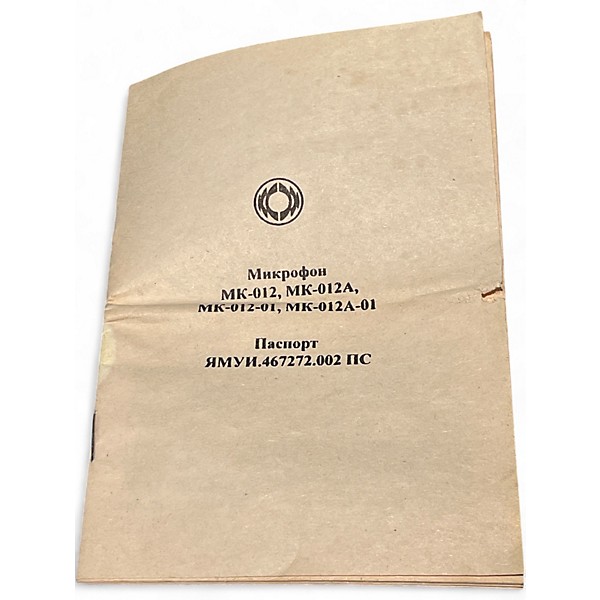 Микрофон
МК-012, МК-012А,
МК-012-01, МК-012А-01
Паспорт
ЯМУИ.467272.002 ПС